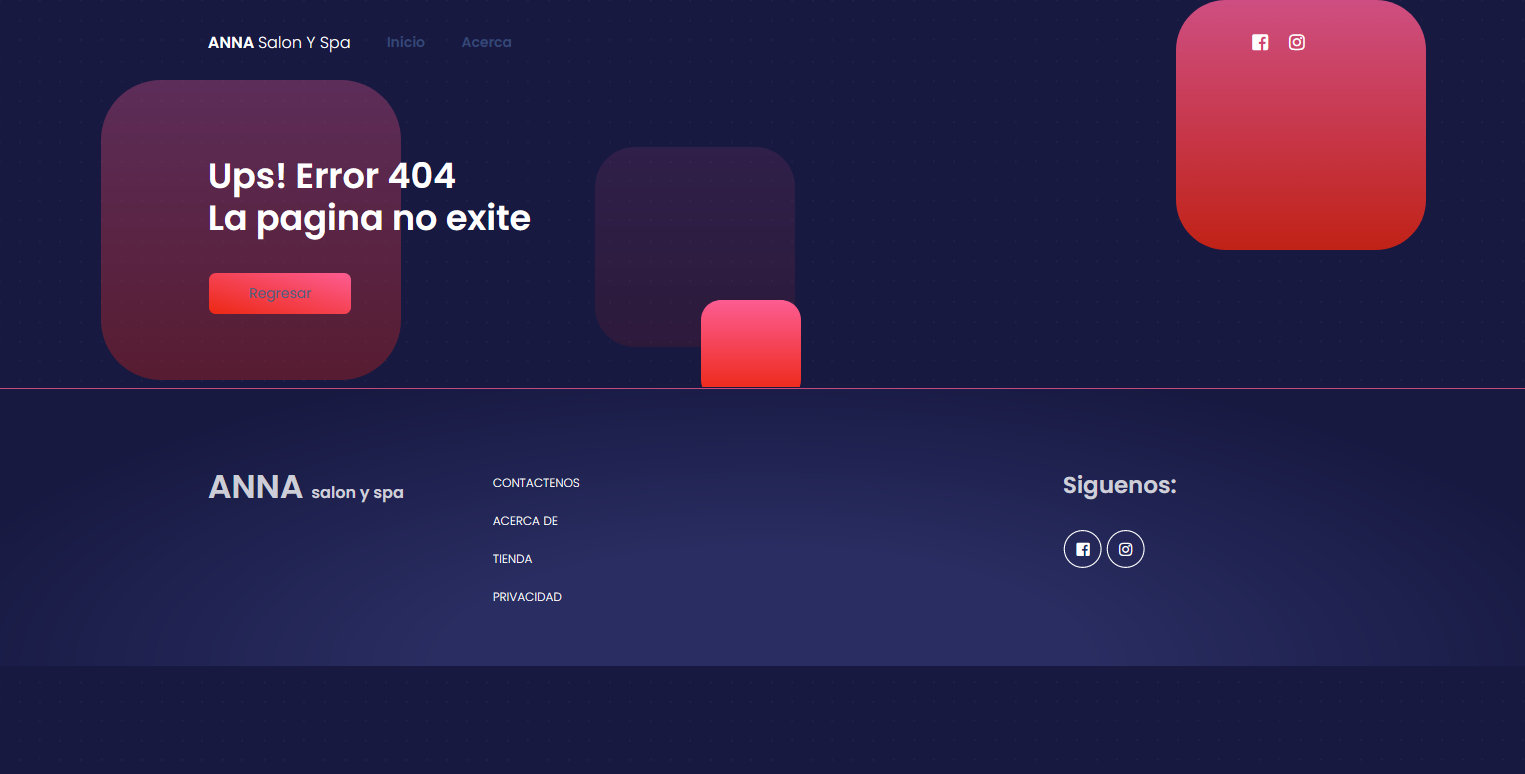 ANNA Salon Y Spa Inicio Acerca
Ups! Error 404
La pagina no exite
Regresar
ANNA salon y spa
CONTACTENOS
ACERCA DE
TIENDA
PRIVACIDAD
Siguenos: